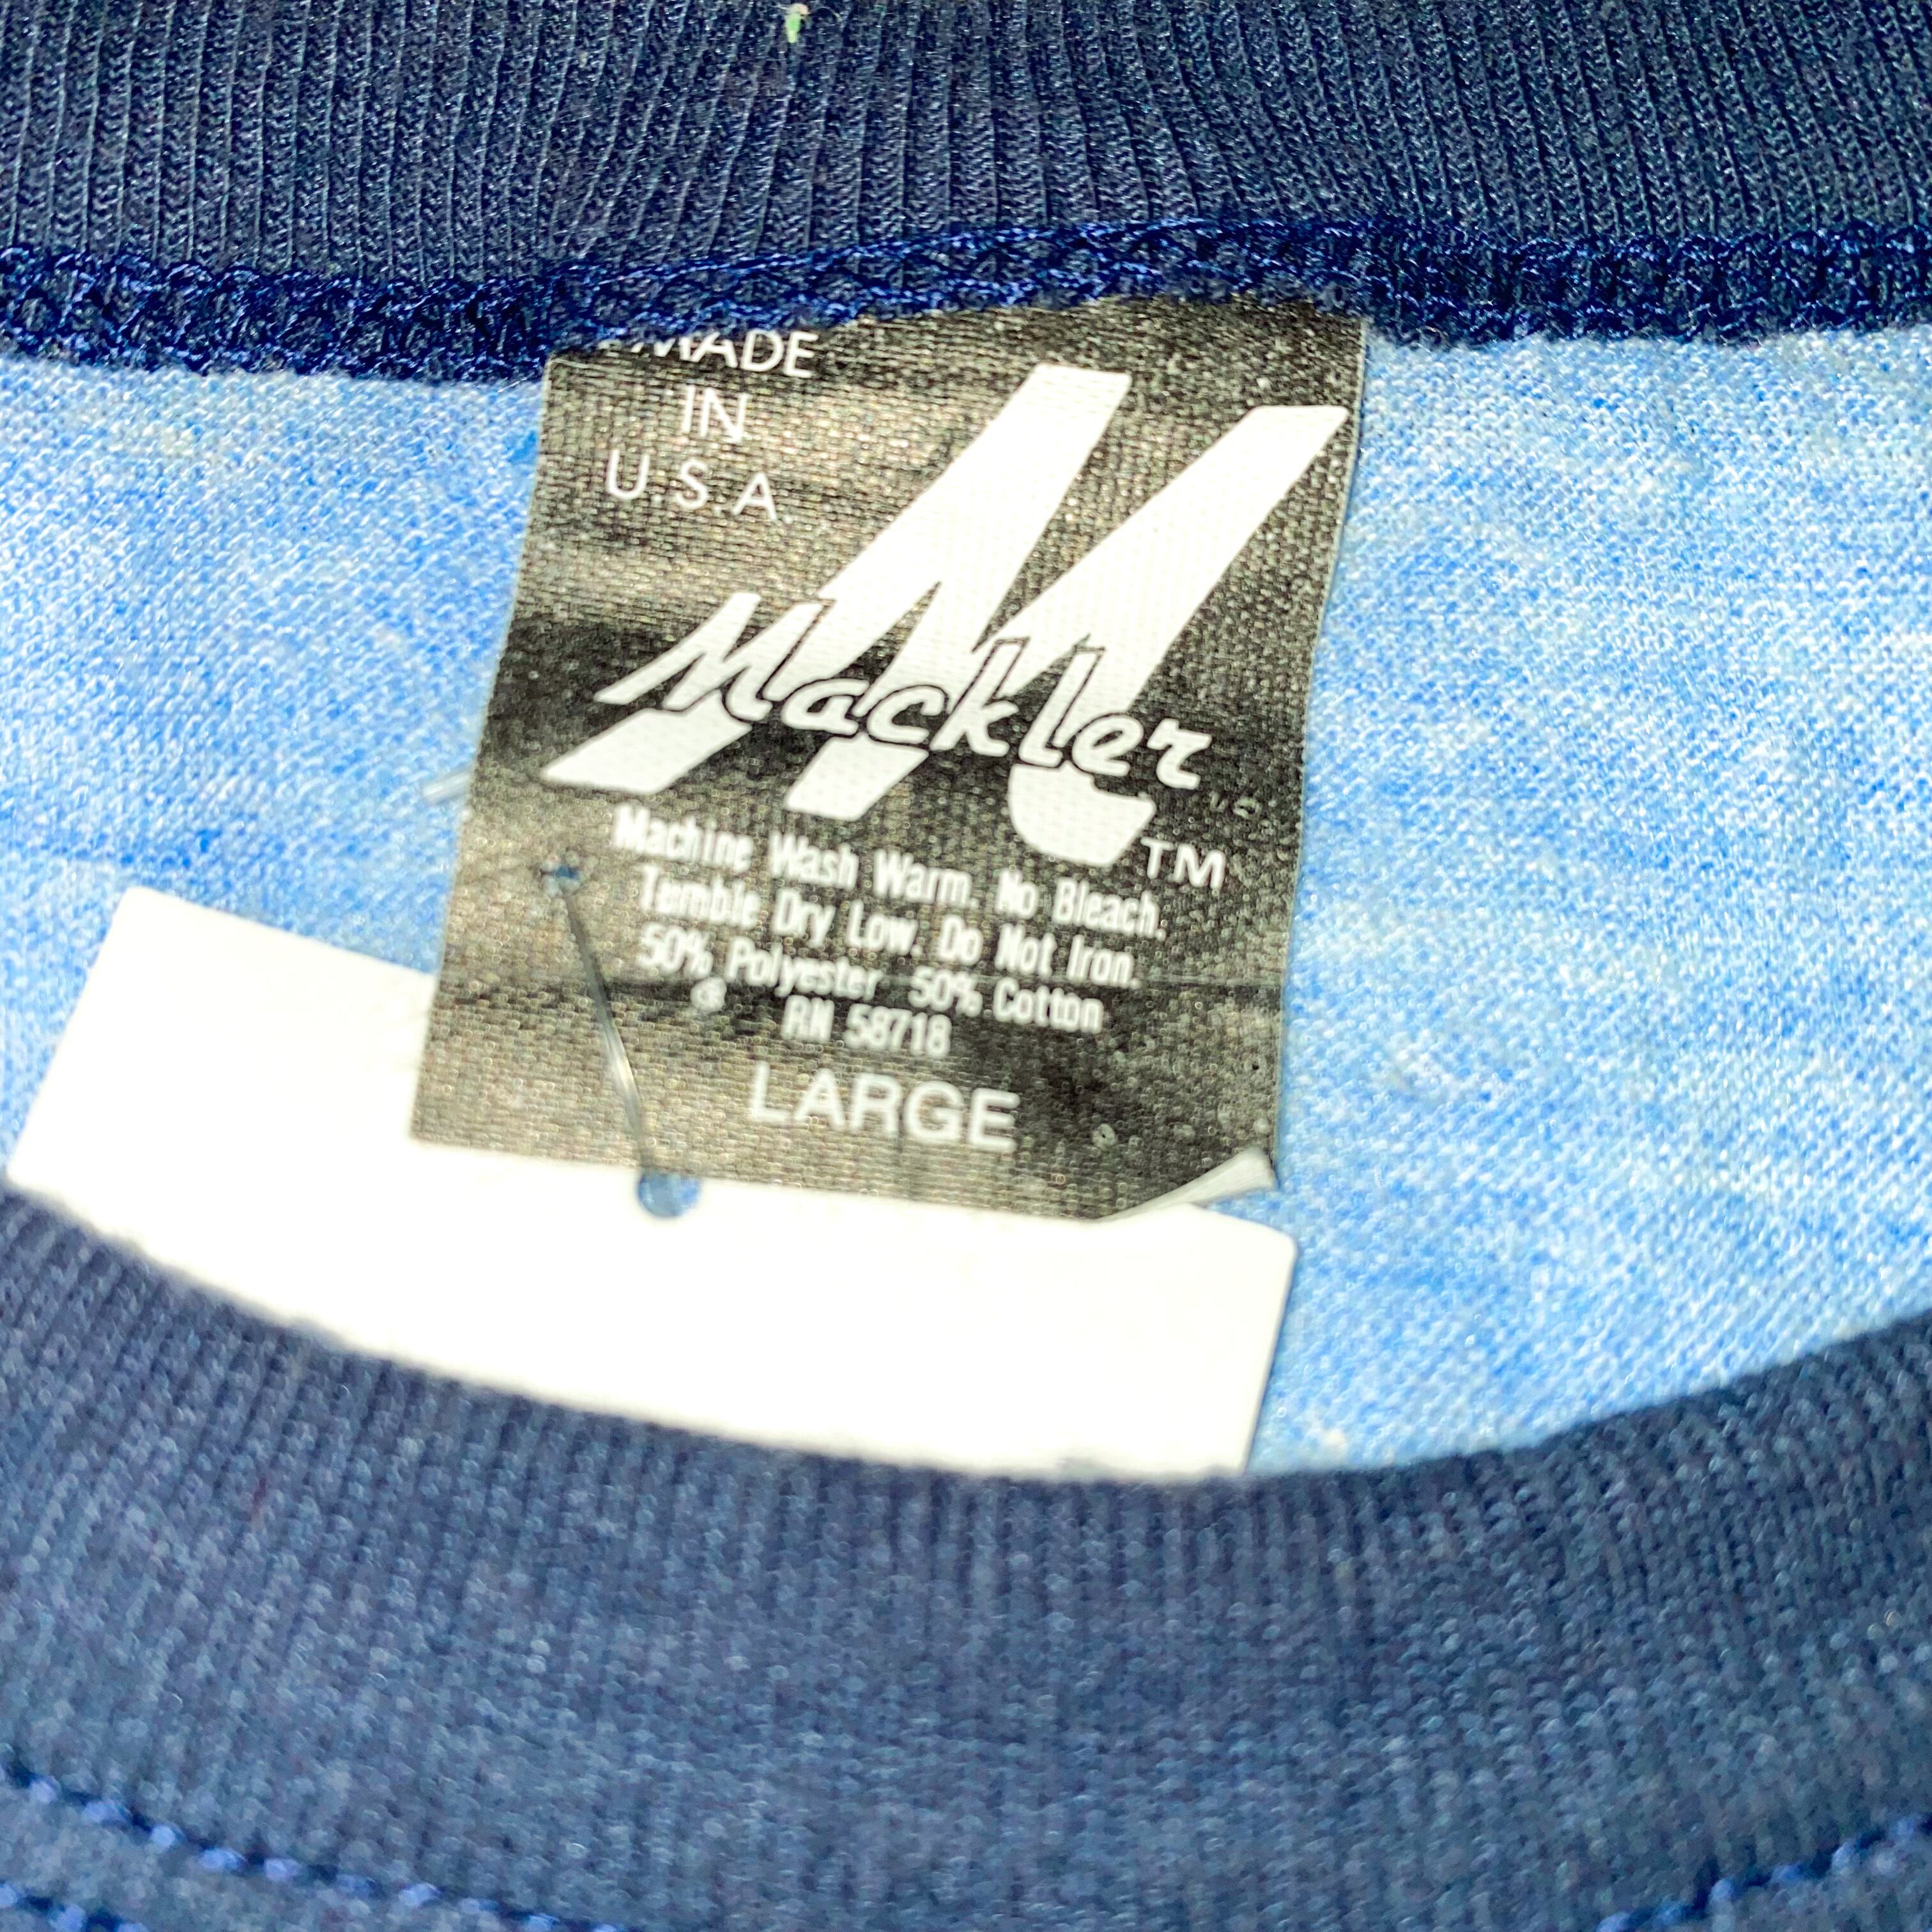 MADE
IN
U.S.A.
M
Mackler
TM
Machine Wash Warm. No Bleach.
Tumble Dry Low. Do Not Iron.
50% Polyester 50% Cotton
RN 58718
LARGE